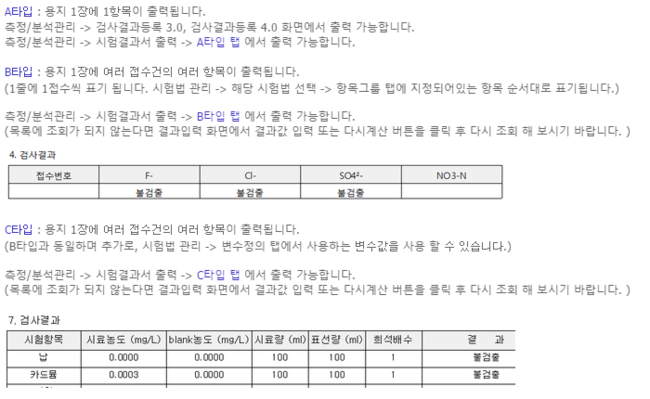 A타입 : 용지 1장에 1항목이 출력됩니다.
측정/분석관리 -> 검사결과등록 3.0, 검사결과등록 4.0 화면에서 출력 가능합니다.
측정/분석관리 -> 시험결과서 출력 -> A타입 탭 에서 출력 가능합니다.
B타입 : 용지 1장에 여러 접수건의 여러 항목이 출력됩니다.
(1줄에 1접수씩 표기 됩니다. 시험법 관리 -> 해당 시험법 선택 -> 항목그룹 탭에 지정되어있는 항목 순서대로 표기됩니다.)
측정/분석관리 -> 시험결과서 출력 -> B타입 탭 에서 출력 가능합니다.
(목록에 조회가 되지 않는다면 결과입력 화면에서 결과값 입력 또는 다시계산 버튼을 클릭 후 다시 조회 해 보시기 바랍니다. )
4. 검사결과
접수번호 F- Cl- SO4²- NO3-N
불검출 불검출 불검출
C타입 : 용지 1장에 여러 접수건의 여러 항목이 출력됩니다.
(B타입과 동일하며 추가로, 시험법 관리 -> 변수정의 탭에서 사용하는 변수값을 사용 할 수 있습니다.)
측정/분석관리 -> 시험결과서 출력 -> C타입 탭 에서 출력 가능합니다.
(목록에 조회가 되지 않는다면 결과입력 화면에서 결과값 입력 또는 다시계산 버튼을 클릭 후 다시 조회 해 보시기 바랍니다. )
7. 검사결과
시험항목 시료농도 (mg/L) blank농도 (mg/L) 시료량 (ml) 표선량 (ml) 희석배수 결 과
납 0.0000 0.0000 100 100 1 불검출
카드뮴 0.0003 0.0000 100 100 1 불검출